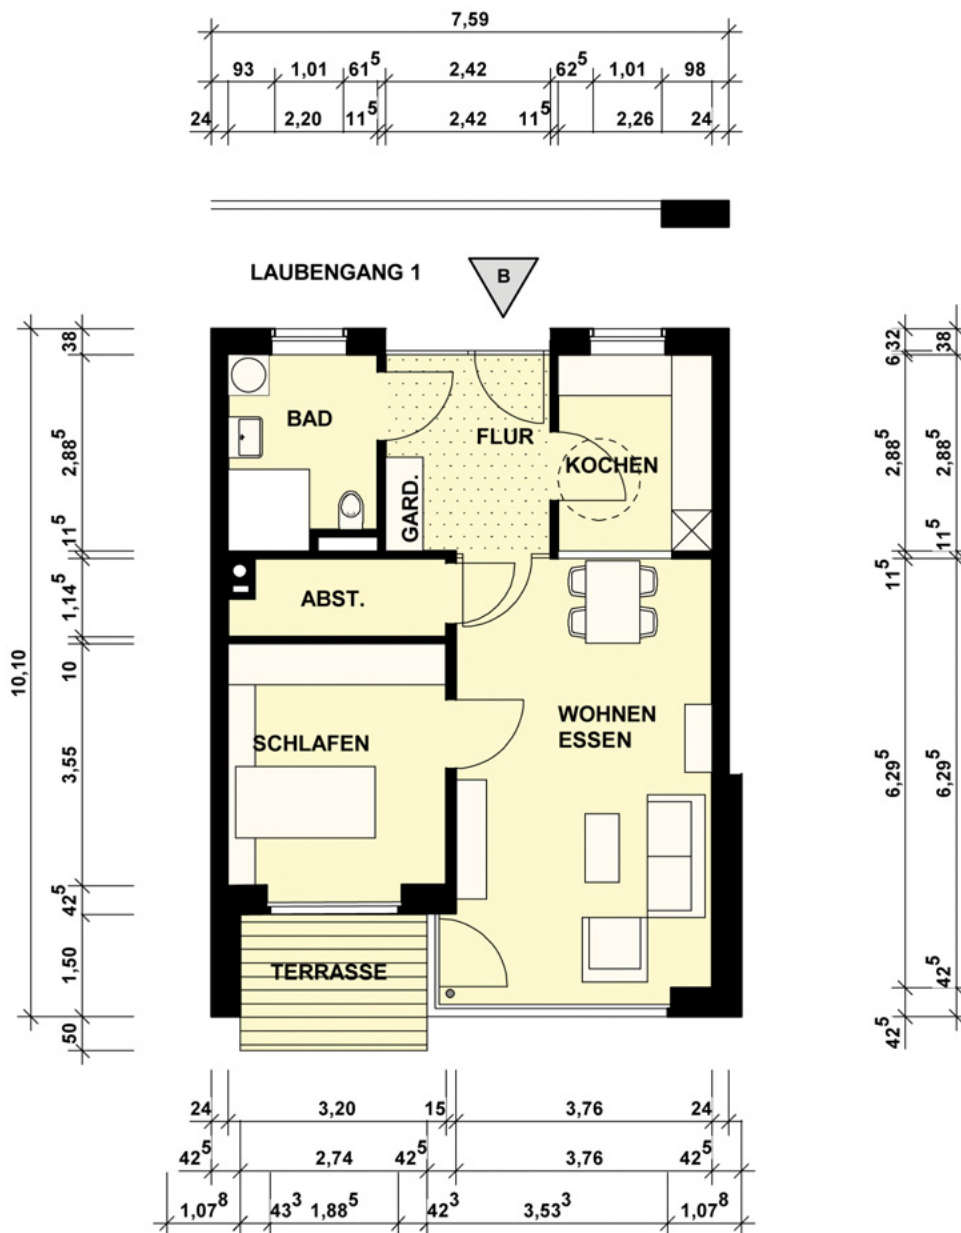 7,59
93 1,01 61⁵ 2,42 62⁵ 1,01 98
24 2,20 11⁵ 2,42 11⁵ 2,26 24
LAUBENGANG 1
B
38
2,88⁵
11⁵
1,14⁵
10
3,55
42⁵
1,50
50
10,10
BAD
FLUR
KOCHEN
GARD.
ABST.
SCHLAFEN
WOHNEN
ESSEN
TERRASSE
32
6
2,88⁵
11⁵
6,29⁵
42⁵
38
2,88⁵
11⁵
6,29⁵
42⁵
24 3,20 15 3,76 24
42⁵ 2,74 42⁵ 3,76 42⁵
1,07⁸ 43³ 1,88⁵ 42³ 3,53³ 1,07⁸